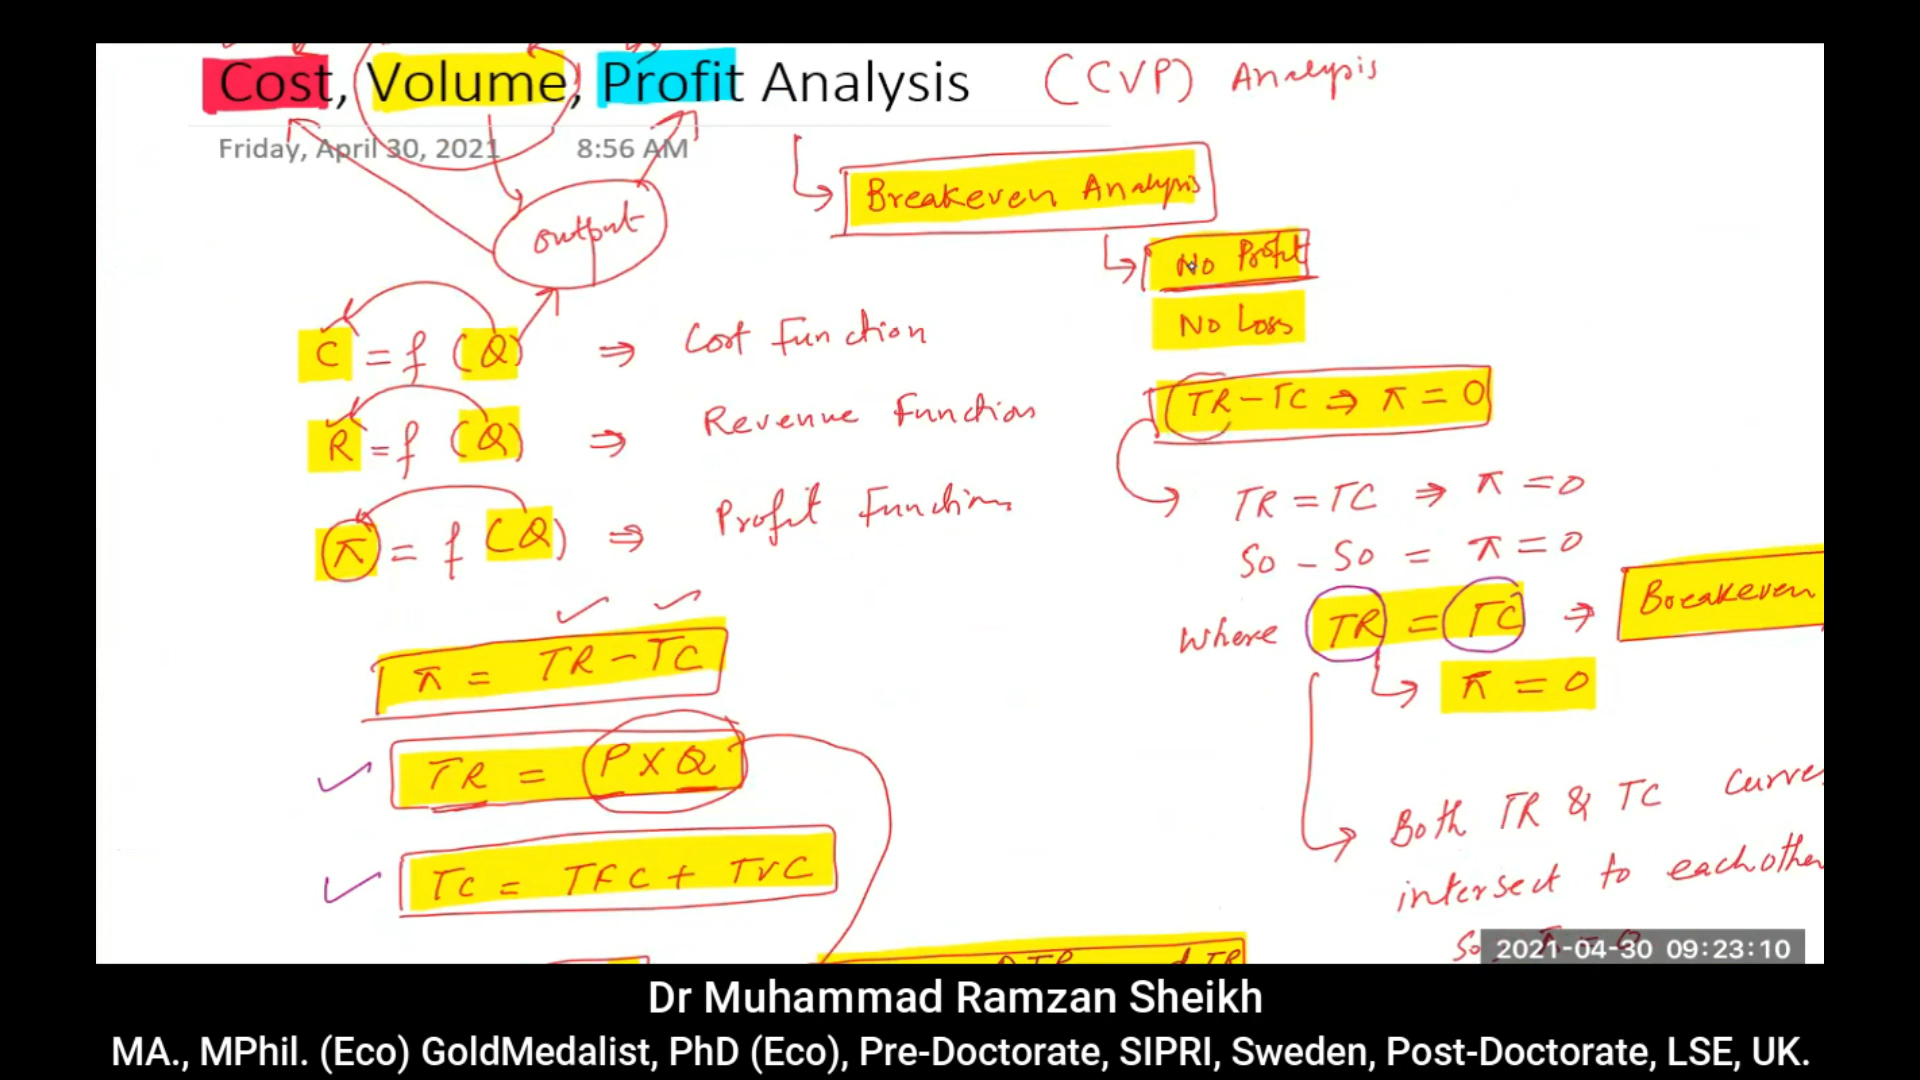 Cost, Volume, Profit Analysis (CVP) Analysis
Friday, April 30, 2021 8:56 AM
Breakeven Analysis
output
No Profit
No Loss
C = f (Q) ⇒ Cost Function
R = f (Q) ⇒ Revenue Function
π = f (Q) ⇒ Profit Function
TR - TC ⇒ π = 0
TR = TC ⇒ π = 0
50 - 50 = π = 0
Where TR = TC ⇒ Breakeven
π = 0
π = TR - TC
TR = P X Q
TC = TFC + TVC
Both TR & TC Curve
intersect to eachother
So
2021-04-30 09:23:10
Dr Muhammad Ramzan Sheikh
MA., MPhil. (Eco) GoldMedalist, PhD (Eco), Pre-Doctorate, SIPRI, Sweden, Post-Doctorate, LSE, UK.